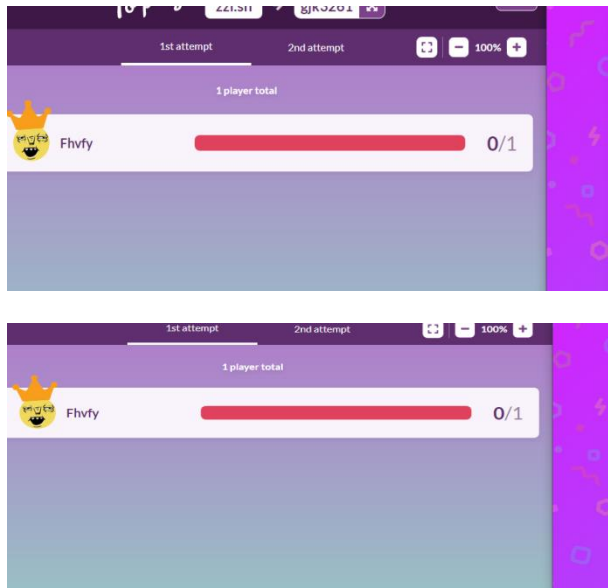 zzi.sh gjk3261
1st attempt 2nd attempt 100%
1 player total
Fhvfy 0/1
1st attempt 2nd attempt 100%
1 player total
Fhvfy 0/1